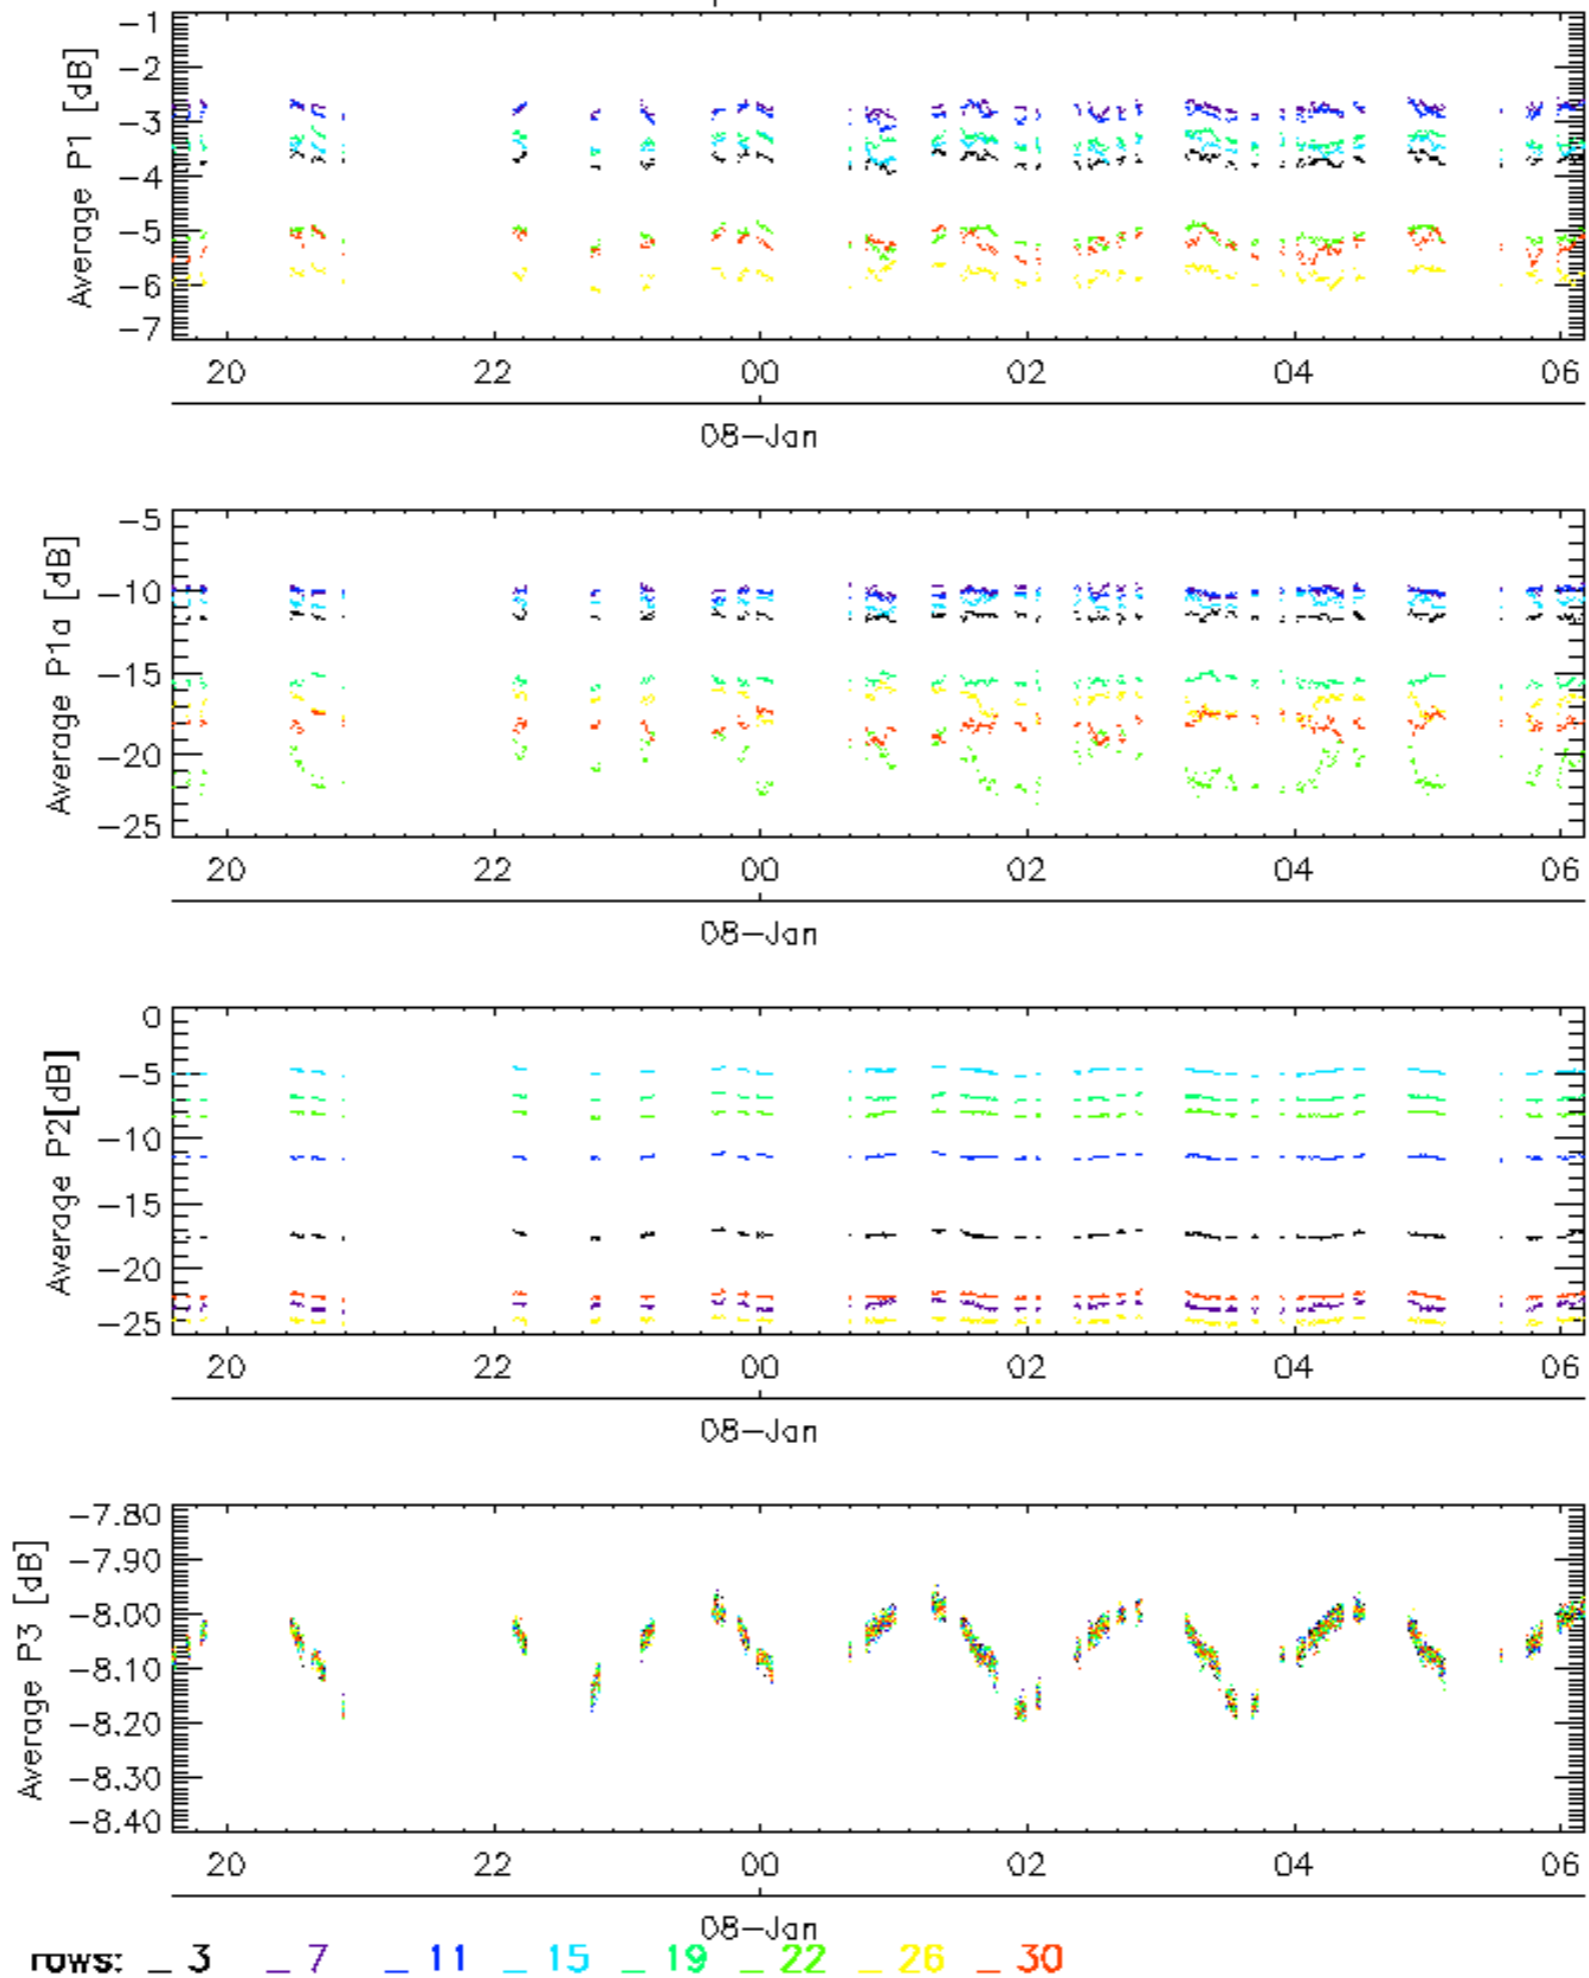 Average P1 [dB]
-1
-2
-3
-4
-5
-6
-7
20 22 00 02 04 06
08-Jan
Average P1a [dB]
-5
-10
-15
-20
-25
20 22 00 02 04 06
08-Jan
Average P2[dB]
0
-5
-10
-15
-20
-25
20 22 00 02 04 06
08-Jan
Average P3 [dB]
-7.80
-7.90
-8.00
-8.10
-8.20
-8.30
-8.40
20 22 00 02 04 06
08-Jan
rows: _ 3 _ 7 _ 11 _ 15 _ 19 _ 22 _ 26 _ 30